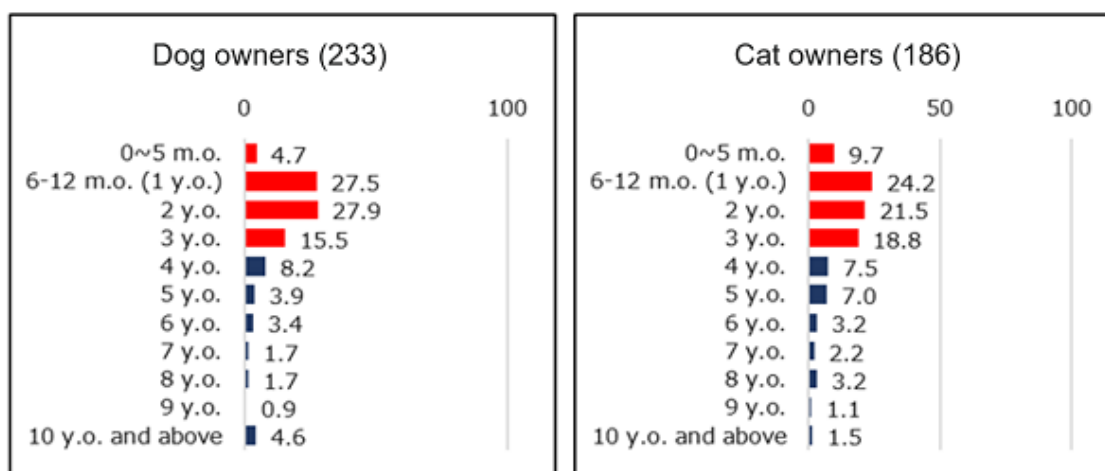 Dog owners (233)
0 100
0~5 m.o. 4.7
6-12 m.o. (1 y.o.) 27.5
2 y.o. 27.9
3 y.o. 15.5
4 y.o. 8.2
5 y.o. 3.9
6 y.o. 3.4
7 y.o. 1.7
8 y.o. 1.7
9 y.o. 0.9
10 y.o. and above 4.6
Cat owners (186)
0 50 100
0~5 m.o. 9.7
6-12 m.o. (1 y.o.) 24.2
2 y.o. 21.5
3 y.o. 18.8
4 y.o. 7.5
5 y.o. 7.0
6 y.o. 3.2
7 y.o. 2.2
8 y.o. 3.2
9 y.o. 1.1
10 y.o. and above 1.5